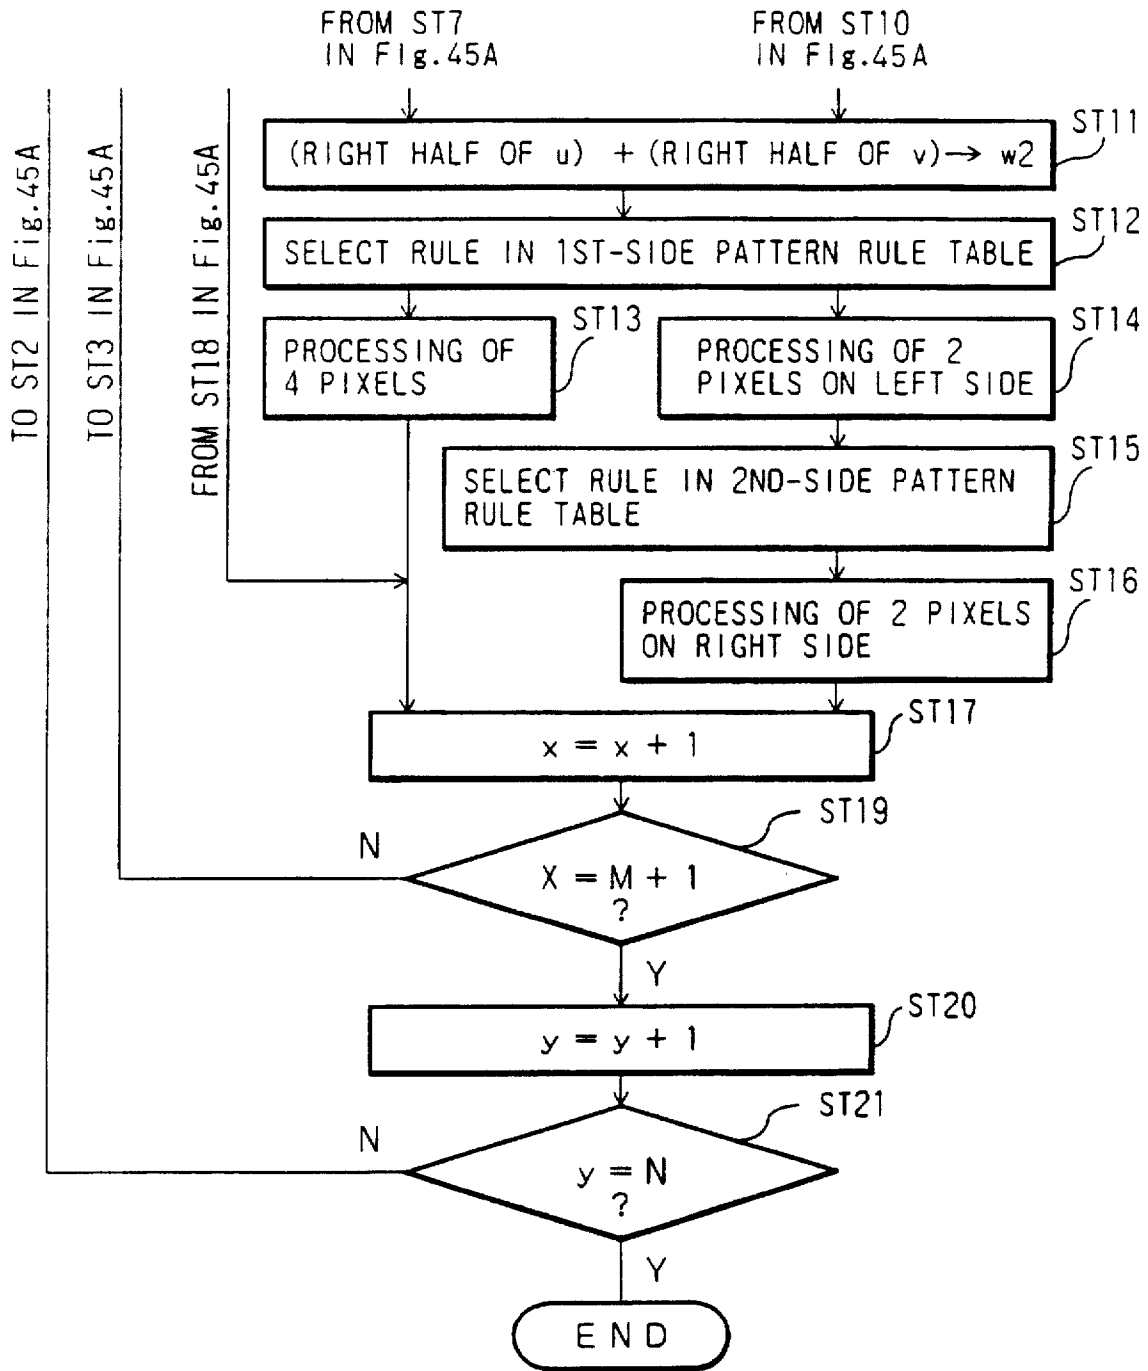 FROM ST7
IN FIg.45A
FROM ST10
IN FIg.45A
TO ST2 IN FIg.45A
TO ST3 IN FIg.45A
FROM ST18 IN FIg.45A
ST11
(RIGHT HALF OF u) + (RIGHT HALF OF v)→ w2
ST12
SELECT RULE IN 1ST-SIDE PATTERN RULE TABLE
ST13
PROCESSING OF
4 PIXELS
ST14
PROCESSING OF 2
PIXELS ON LEFT SIDE
ST15
SELECT RULE IN 2ND-SIDE PATTERN
RULE TABLE
ST16
PROCESSING OF 2 PIXELS
ON RIGHT SIDE
ST17
x = x + 1
ST19
N
X = M + 1
?
Y
ST20
y = y + 1
ST21
N
y = N
?
Y
END